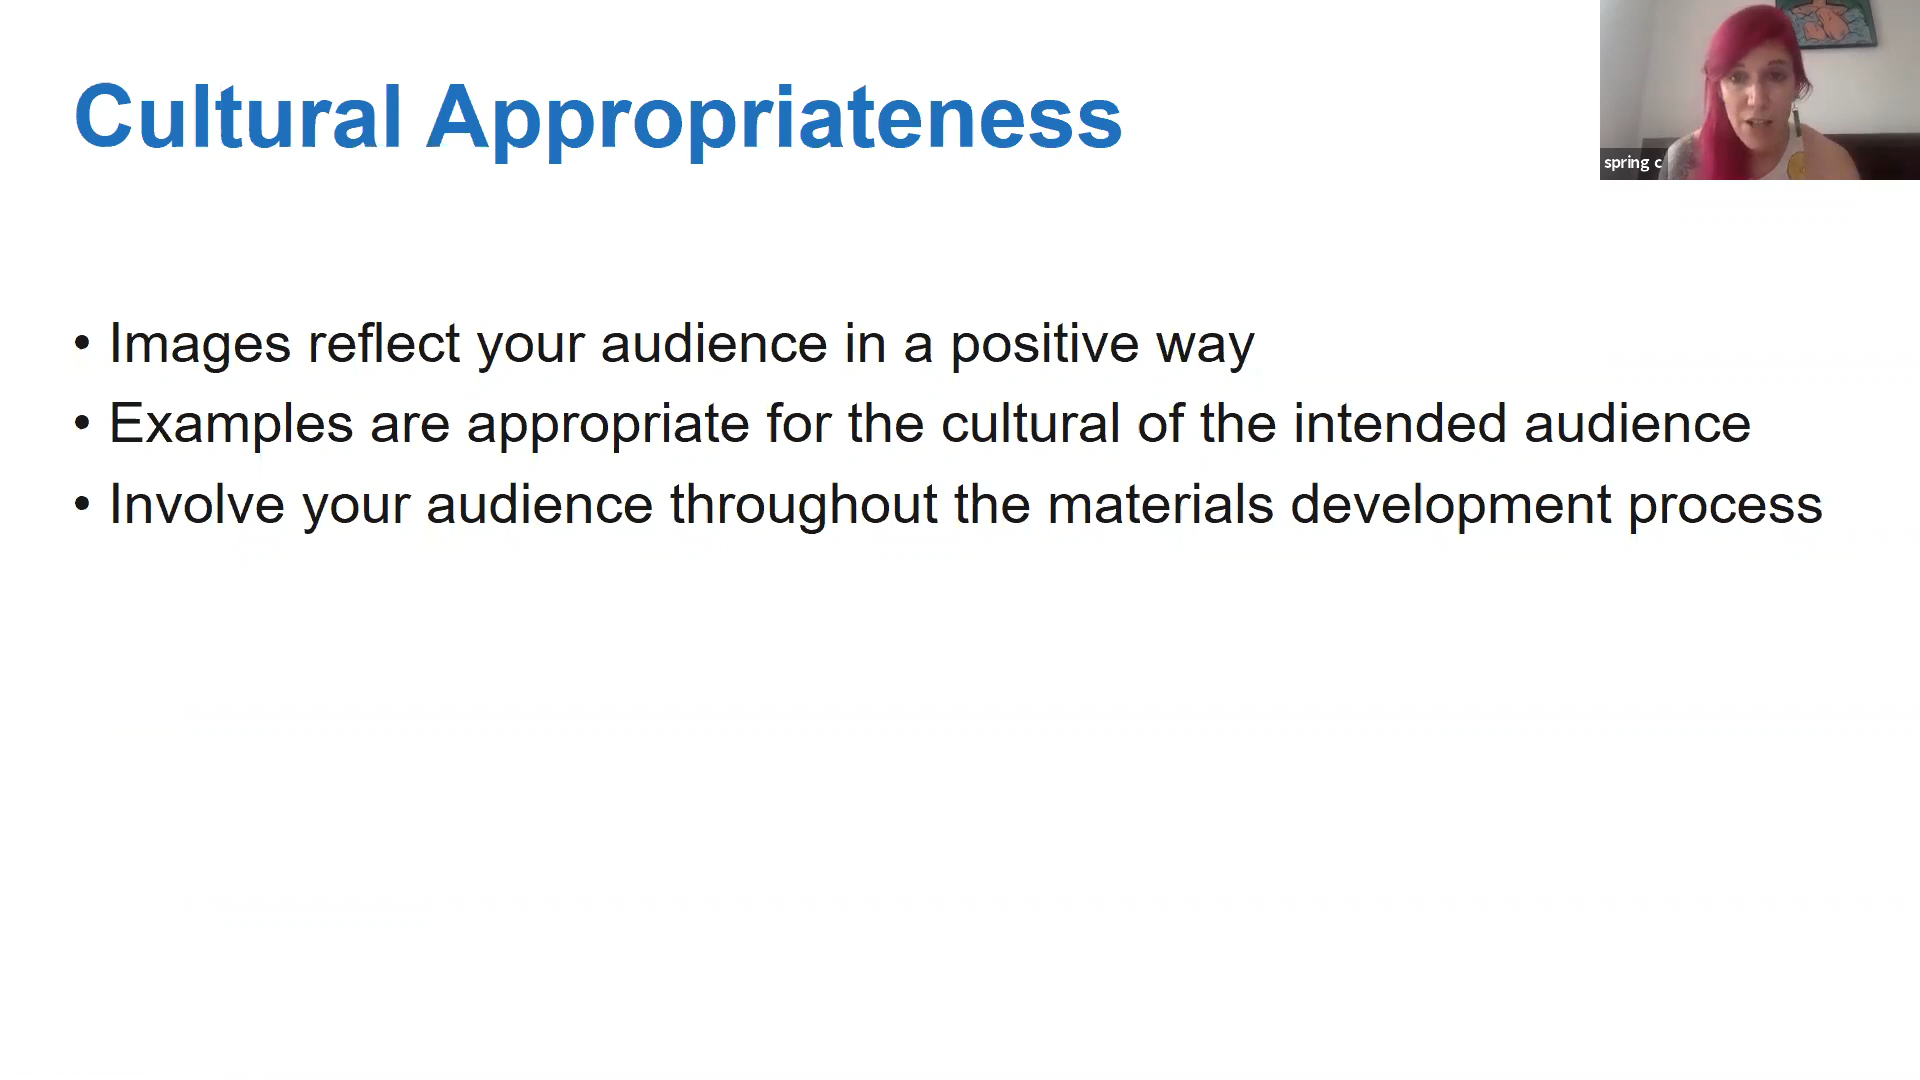 Cultural Appropriateness
spring c
• Images reflect your audience in a positive way
• Examples are appropriate for the cultural of the intended audience
• Involve your audience throughout the materials development process